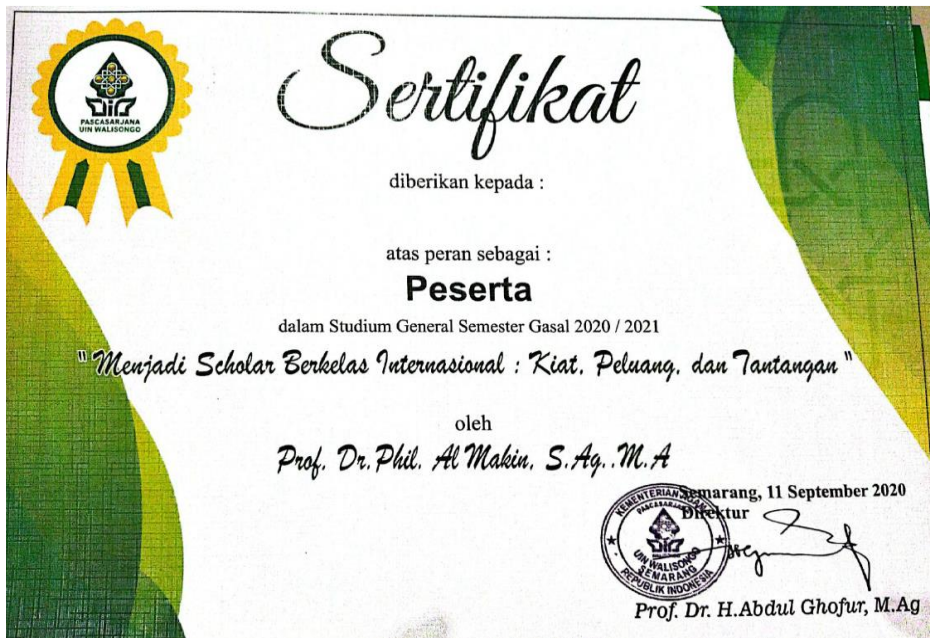 Sertifikat
PASCASARJANA
UIN WALISONGO
diberikan kepada :
atas peran sebagai :
Peserta
dalam Studium General Semester Gasal 2020 / 2021
" Menjadi Scholar Berkelas Internasional : Kiat, Peluang, dan Tantangan "
oleh
Prof. Dr. Phil. Al Makin, S.Ag., M.A
Semarang, 11 September 2020
Direktur
KEMENTERIAN AGAMA
PASCASARJANA
UIN WALISONGO
SEMARANG
REPUBLIK INDONESIA
Prof. Dr. H.Abdul Ghofur, M.Ag